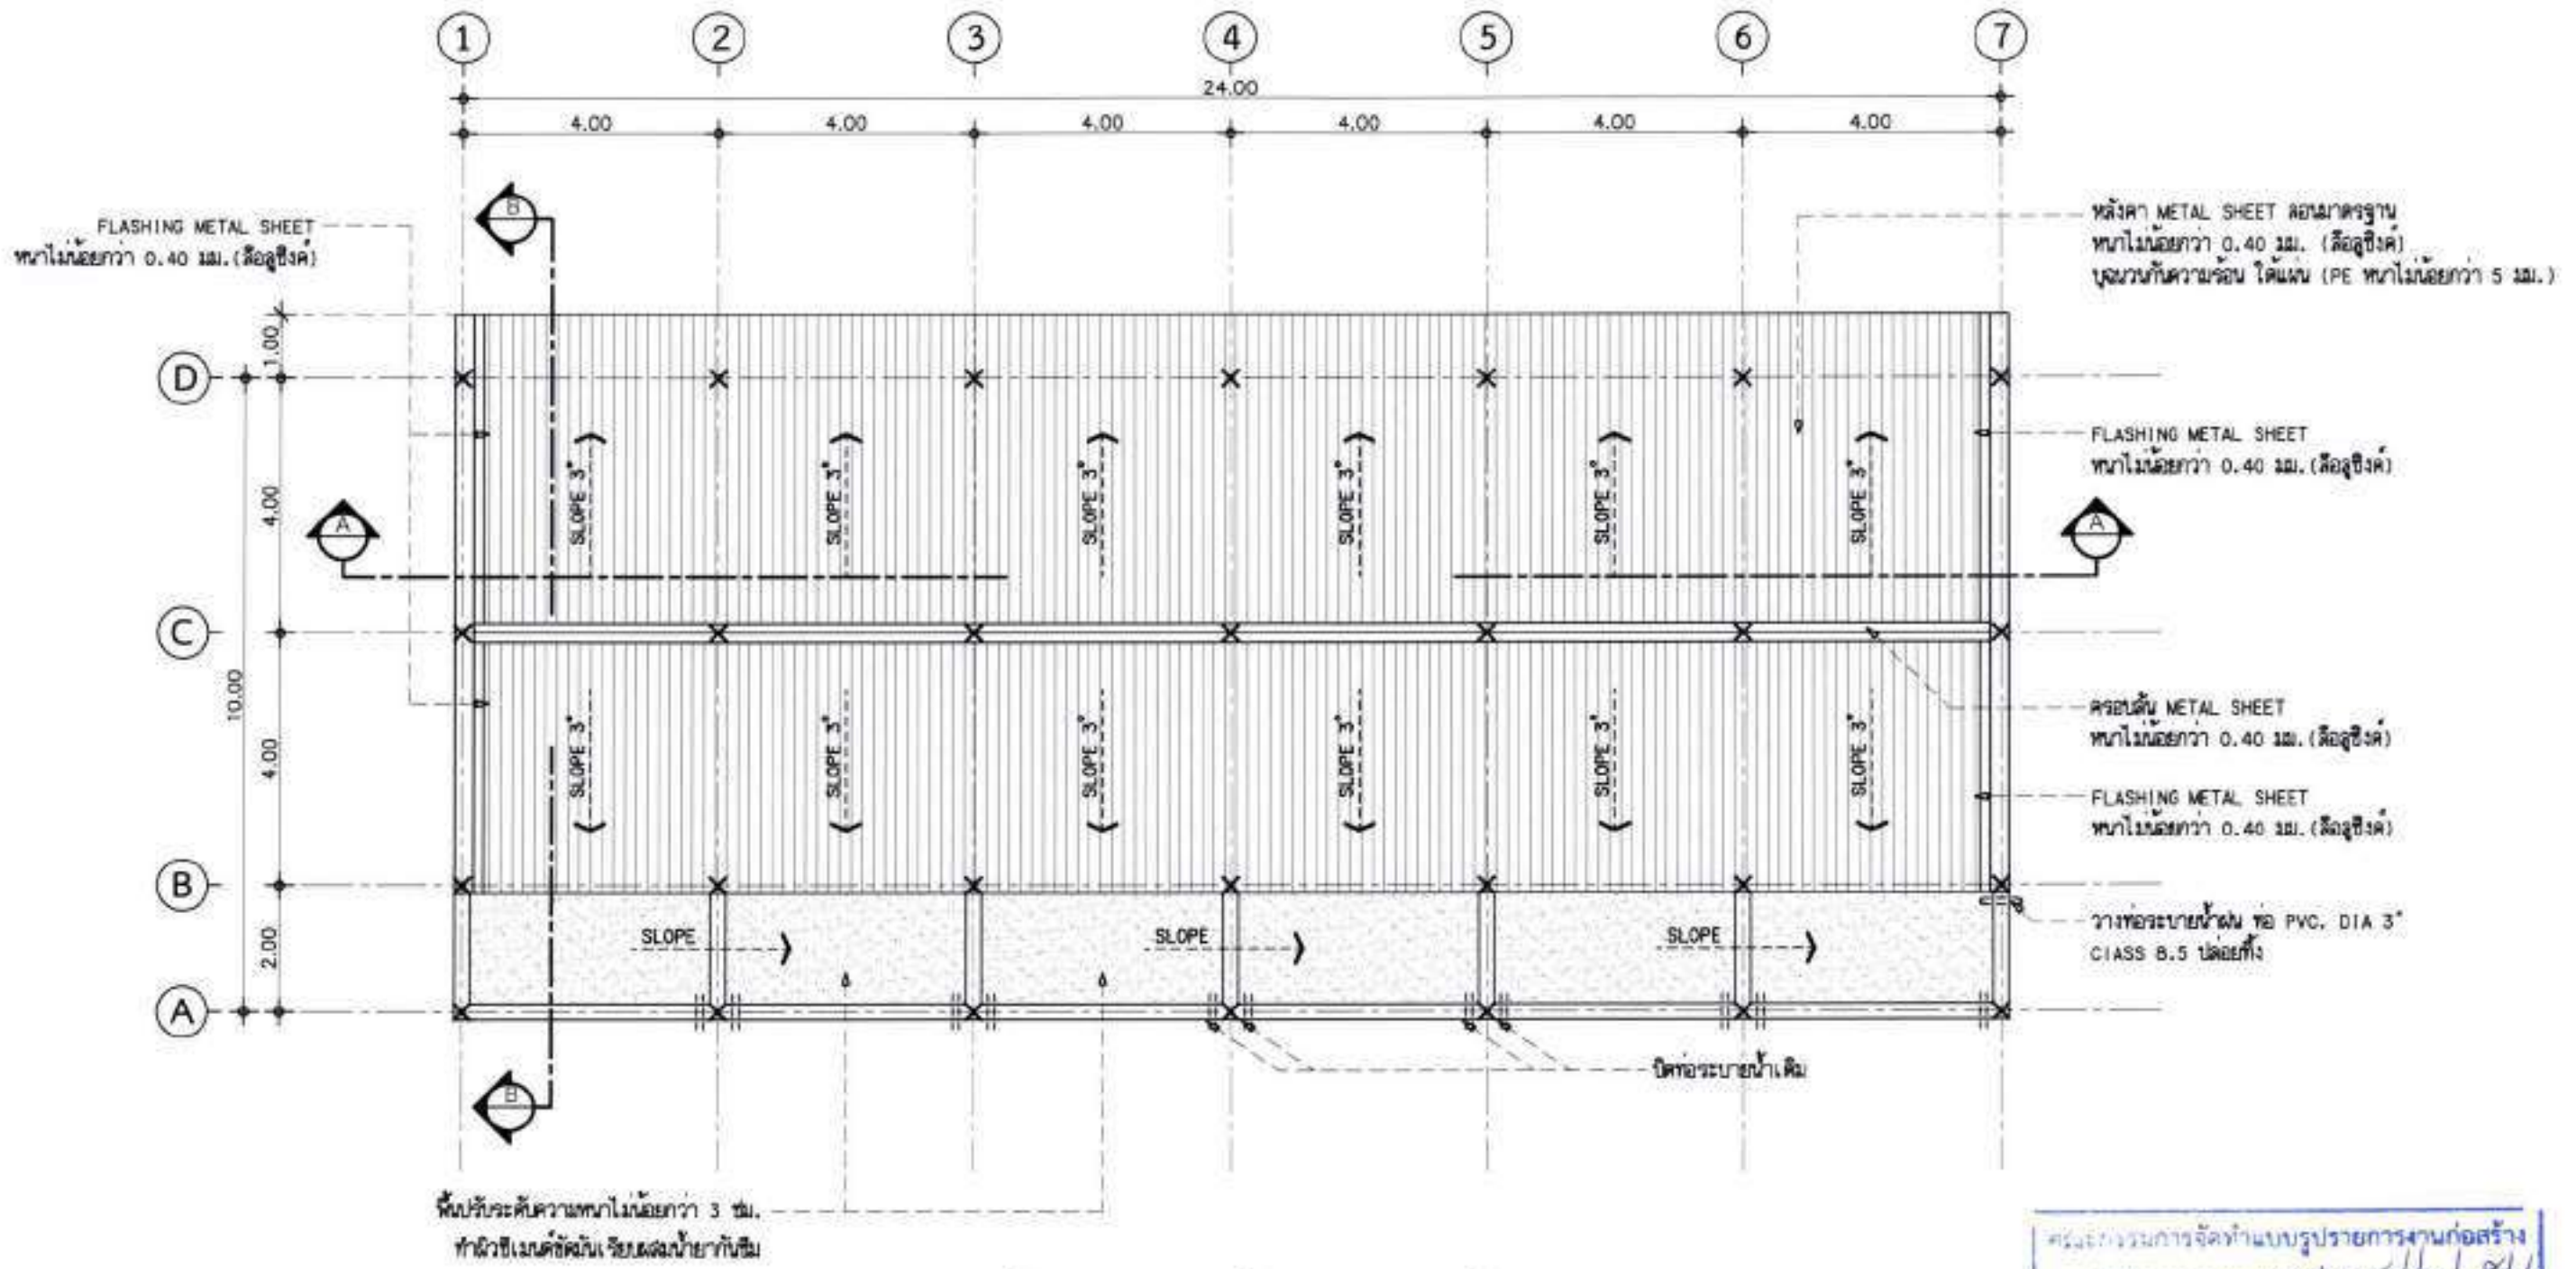 1 2 3 4 5 6 7
24.00
4.00 4.00 4.00 4.00 4.00 4.00
B
FLASHING METAL SHEET
หนาไม่น้อยกว่า 0.40 มม.(สีอลูซิงค์)
หลังคา METAL SHEET ลอนมาตรฐาน
หนาไม่น้อยกว่า 0.40 มม. (สีอลูซิงค์)
บุฉนวนกันความร้อน ใต้แผ่น (PE หนาไม่น้อยกว่า 5 มม.)
1.00
D
SLOPE 3° SLOPE 3° SLOPE 3° SLOPE 3° SLOPE 3° SLOPE 3°
FLASHING METAL SHEET
หนาไม่น้อยกว่า 0.40 มม.(สีอลูซิงค์)
4.00
A A
C
10.00
4.00
SLOPE 3° SLOPE 3° SLOPE 3° SLOPE 3° SLOPE 3° SLOPE 3°
ครอบสัน METAL SHEET
หนาไม่น้อยกว่า 0.40 มม.(สีอลูซิงค์)
FLASHING METAL SHEET
หนาไม่น้อยกว่า 0.40 มม.(สีอลูซิงค์)
B
2.00
SLOPE SLOPE SLOPE
วางท่อระบายน้ำฝน ท่อ PVC. DIA 3"
CLASS 8.5 ปล่อยทิ้ง
A
ปิดท่อระบายน้ำเดิม
B
พื้นปรับระดับความหนาไม่น้อยกว่า 3 ซม.
ทำผิวซีเมนต์ขัดมันเรียบผสมน้ำยากันซึม
คณะกรรมการจัดทำแบบรูปรายการงานก่อสร้าง